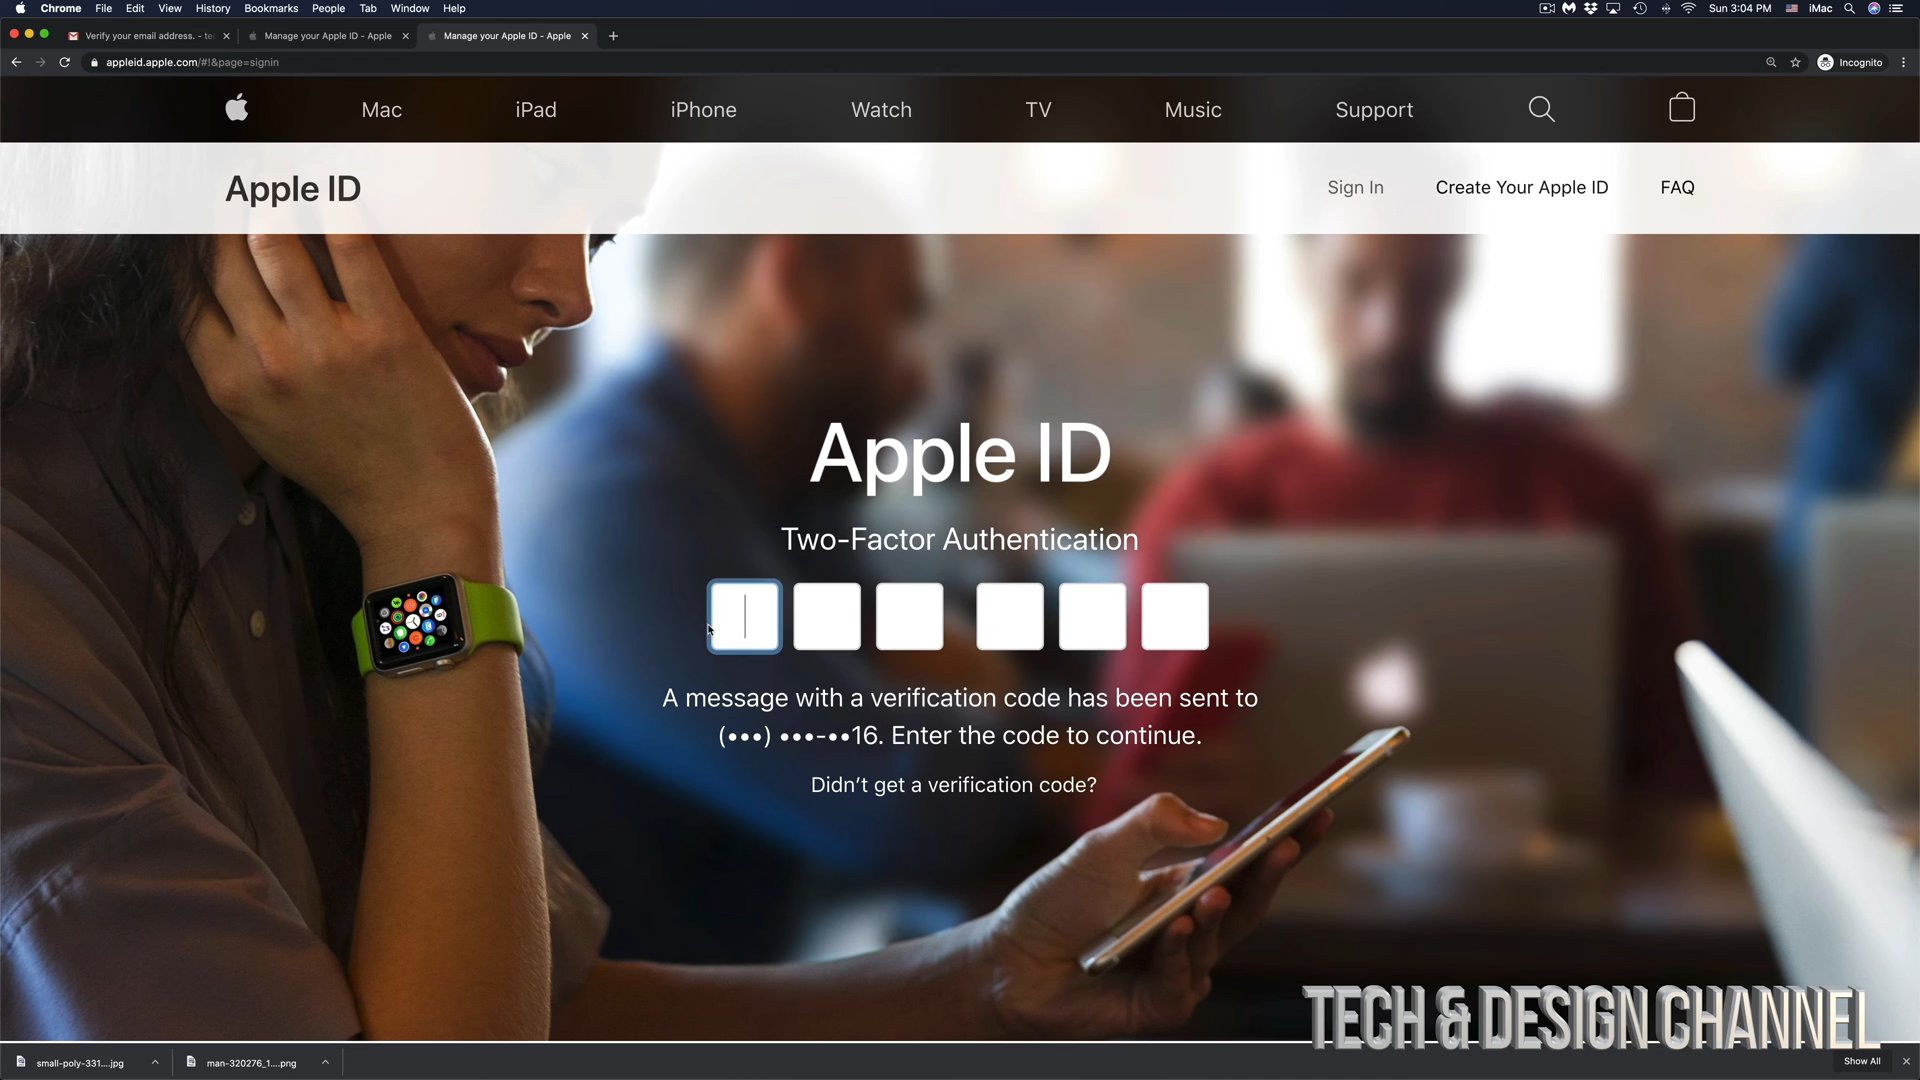 Chrome File Edit View History Bookmarks People Tab Window Help
Sun 3:04 PM iMac
Verify your email address. - tec
Manage your Apple ID - Apple
Manage your Apple ID - Apple
appleid.apple.com/#!&page=signin
Incognito
Mac iPad iPhone Watch TV Music Support
Apple ID
Sign In Create Your Apple ID FAQ
Apple ID
Two-Factor Authentication
A message with a verification code has been sent to
(•••) •••-••16. Enter the code to continue.
Didn’t get a verification code?
TECH & DESIGN CHANNEL
small-poly-331....jpg
man-320276_1....png
Show All